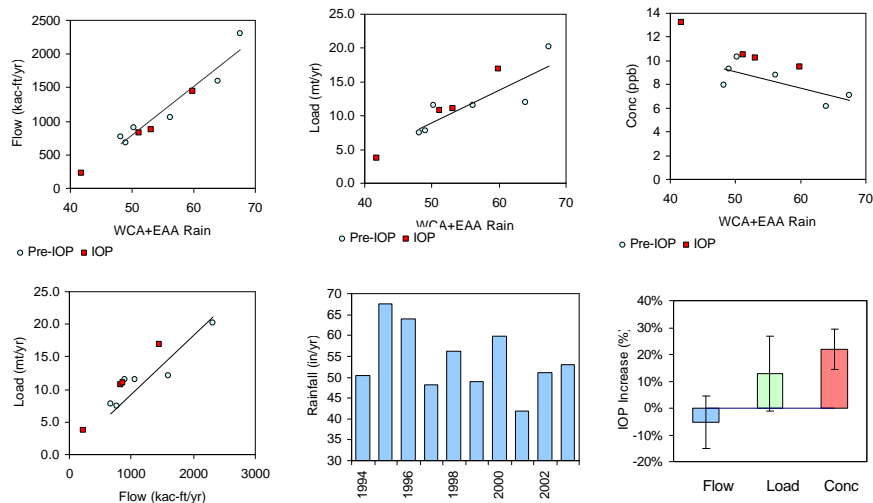 2500
2000
1500
1000
500
0
40 50 60 70
Flow (kac-ft/yr)
WCA+EAA Rain
Pre-IOP IOP
25.0
20.0
15.0
10.0
5.0
0.0
40 50 60 70
Load (mt/yr)
WCA+EAA Rain
Pre-IOP IOP
14
12
10
8
6
4
2
0
40 50 60 70
Conc (ppb)
WCA+EAA Rain
Pre-IOP IOP
25.0
20.0
15.0
10.0
5.0
0.0
0 1000 2000 3000
Load (mt/yr)
Flow (kac-ft/yr)
70
65
60
55
50
45
40
35
30
Rainfall (in/yr)
1994 1996 1998 2000 2002
40%
30%
20%
10%
0%
-10%
-20%
IOP Increase (%)
Flow Load Conc